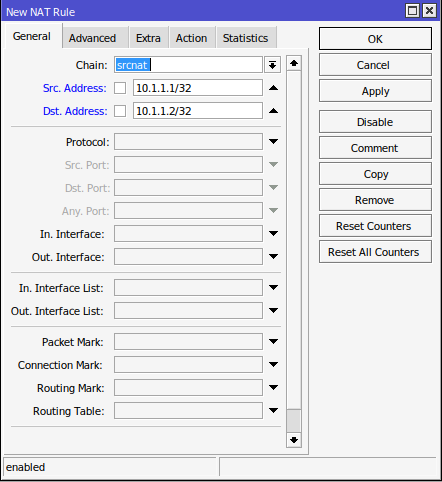 New NAT Rule
General Advanced Extra Action Statistics
Chain: srcnat
Src. Address: 10.1.1.1/32
Dst. Address: 10.1.1.2/32
Protocol:
Src. Port:
Dst. Port:
Any. Port:
In. Interface:
Out. Interface:
In. Interface List:
Out. Interface List:
Packet Mark:
Connection Mark:
Routing Mark:
Routing Table:
OK
Cancel
Apply
Disable
Comment
Copy
Remove
Reset Counters
Reset All Counters
enabled